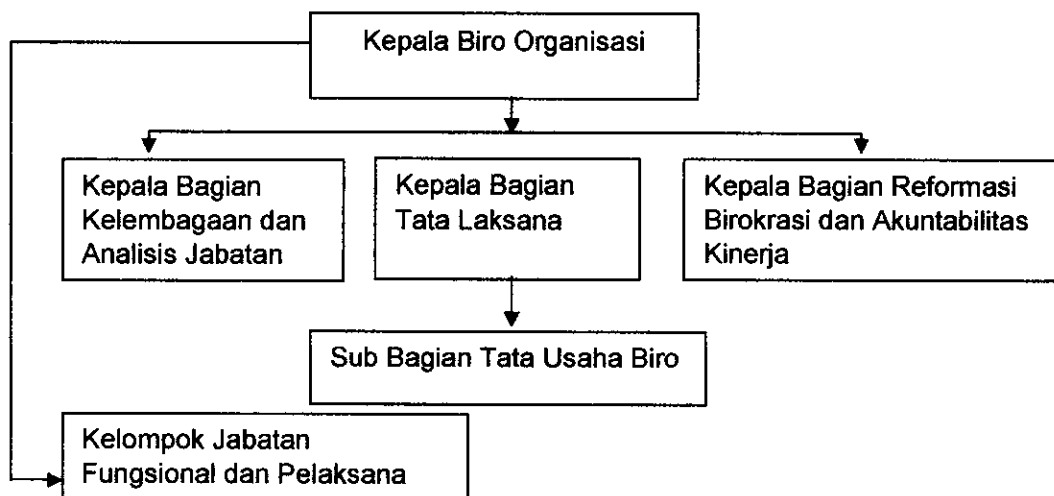 Kepala Biro Organisasi
Kepala Bagian
Kelembagaan dan
Analisis Jabatan
Kepala Bagian
Tata Laksana
Kepala Bagian Reformasi
Birokrasi dan Akuntabilitas
Kinerja
Sub Bagian Tata Usaha Biro
Kelompok Jabatan
Fungsional dan Pelaksana